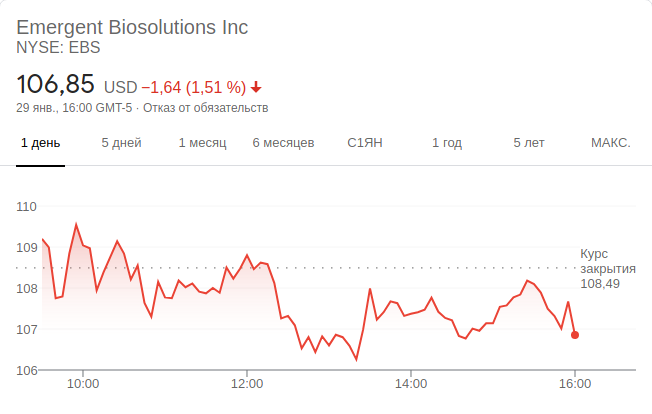 Emergent Biosolutions Inc
NYSE: EBS
106,85 USD −1,64 (1,51 %)
29 янв., 16:00 GMT-5 · Отказ от обязательств
1 день 5 дней 1 месяц 6 месяцев С1ЯН 1 год 5 лет МАКС.
110
109
108
107
106
Курс
закрытия
108,49
10:00 12:00 14:00 16:00